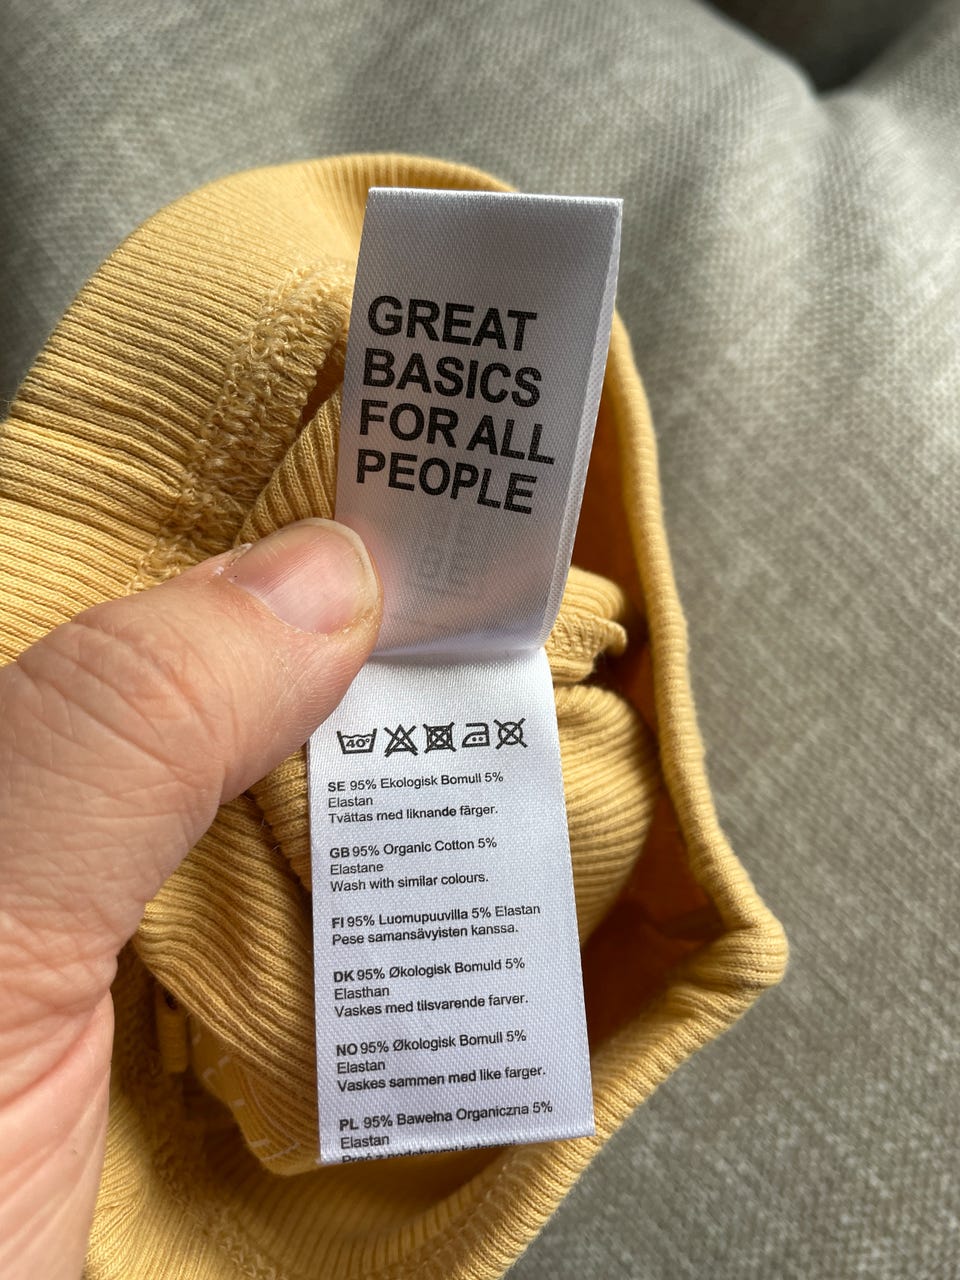 GREAT
BASICS
FOR ALL
PEOPLE
40°
SE 95% Ekologisk Bomull 5%
Elastan
Tvättas med liknande färger.
GB 95% Organic Cotton 5%
Elastane
Wash with similar colours.
FI 95% Luomupuuvilla 5% Elastan
Pese samansävyisten kanssa.
DK 95% Økologisk Bomuld 5%
Elasthan
Vaskes med tilsvarende farver.
NO 95% Økologisk Bomull 5%
Elastan
Vaskes sammen med like farger.
PL 95% Bawełna Organiczna 5%
Elastan